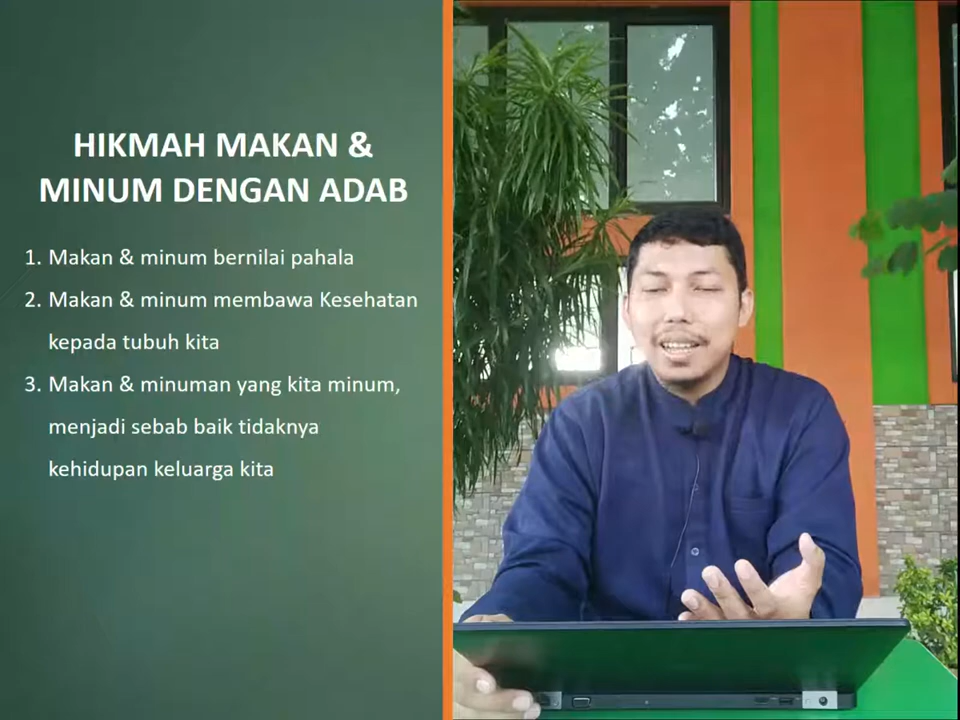 HIKMAH MAKAN &
MINUM DENGAN ADAB
1. Makan & minum bernilai pahala
2. Makan & minum membawa Kesehatan
kepada tubuh kita
3. Makan & minuman yang kita minum,
menjadi sebab baik tidaknya
kehidupan keluarga kita